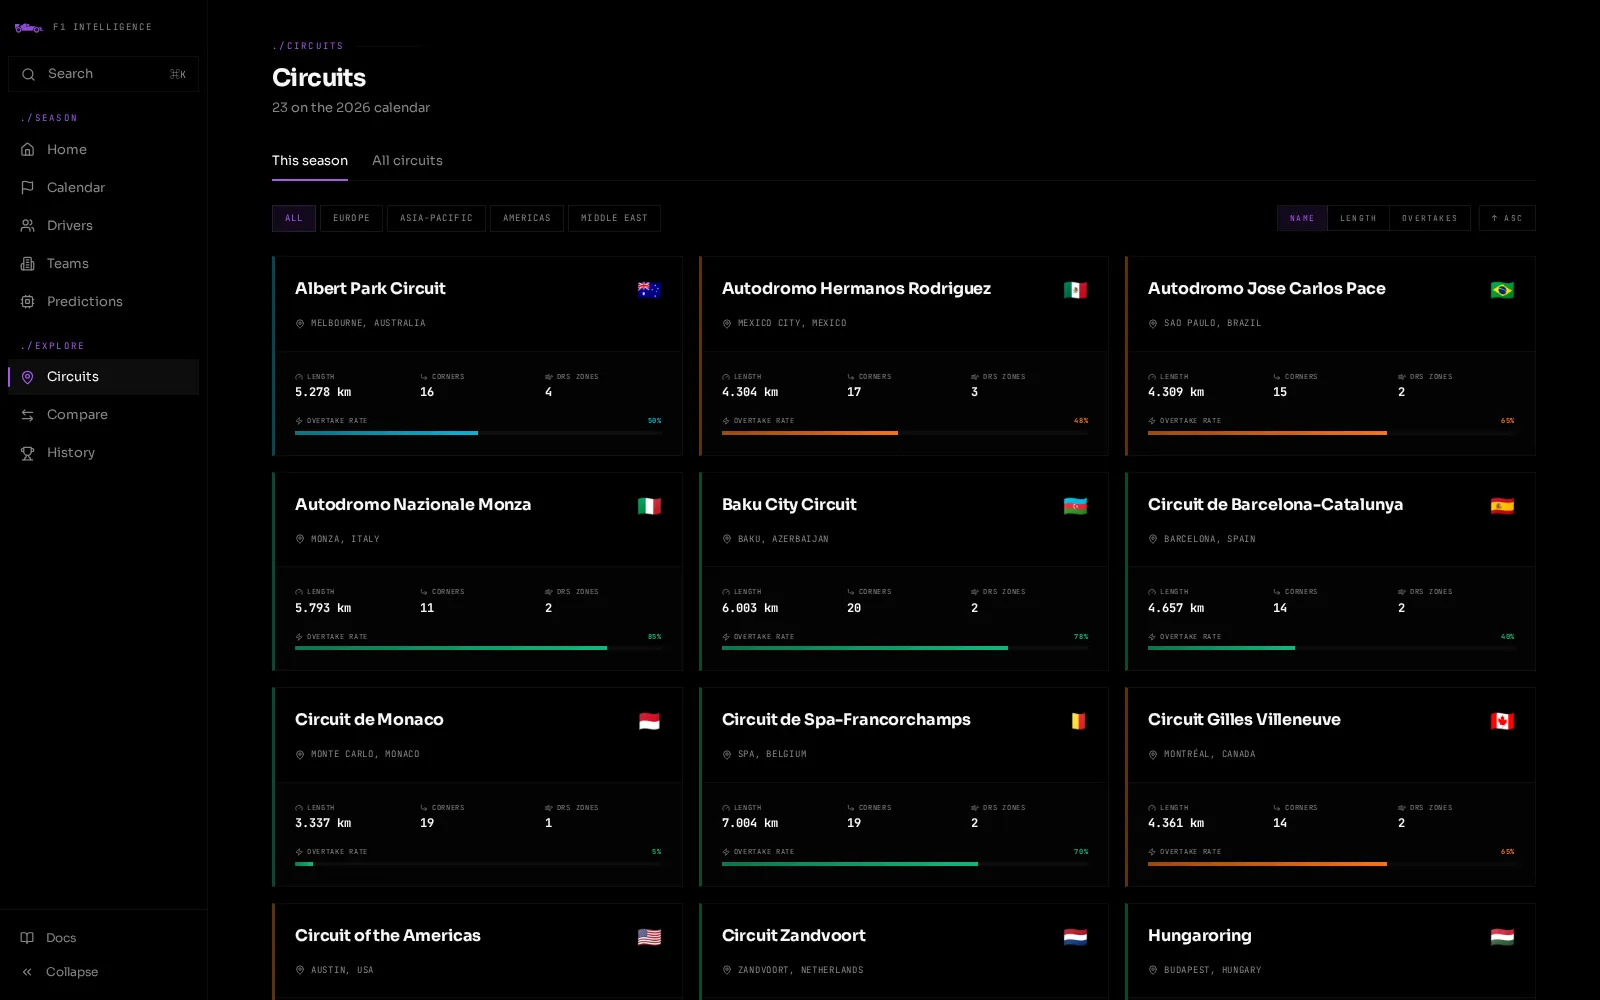 F1 INTELLIGENCE
Search ⌘K
./SEASON
Home
Calendar
Drivers
Teams
Predictions
./EXPLORE
Circuits
Compare
History
Docs
Collapse
./CIRCUITS
Circuits
23 on the 2026 calendar
This season All circuits
ALL EUROPE ASIA-PACIFIC AMERICAS MIDDLE EAST NAME LENGTH OVERTAKES ↑ ASC
Albert Park Circuit
MELBOURNE, AUSTRALIA
LENGTH CORNERS DRS ZONES
5.278 km 16 4
OVERTAKE RATE 50%
Autodromo Hermanos Rodriguez
MEXICO CITY, MEXICO
LENGTH CORNERS DRS ZONES
4.304 km 17 3
OVERTAKE RATE 48%
Autodromo Jose Carlos Pace
SAO PAULO, BRAZIL
LENGTH CORNERS DRS ZONES
4.309 km 15 2
OVERTAKE RATE 65%
Autodromo Nazionale Monza
MONZA, ITALY
LENGTH CORNERS DRS ZONES
5.793 km 11 2
OVERTAKE RATE 85%
Baku City Circuit
BAKU, AZERBAIJAN
LENGTH CORNERS DRS ZONES
6.003 km 20 2
OVERTAKE RATE 78%
Circuit de Barcelona-Catalunya
BARCELONA, SPAIN
LENGTH CORNERS DRS ZONES
4.657 km 14 2
OVERTAKE RATE 40%
Circuit de Monaco
MONTE CARLO, MONACO
LENGTH CORNERS DRS ZONES
3.337 km 19 1
OVERTAKE RATE 5%
Circuit de Spa-Francorchamps
SPA, BELGIUM
LENGTH CORNERS DRS ZONES
7.004 km 19 2
OVERTAKE RATE 70%
Circuit Gilles Villeneuve
MONTRÉAL, CANADA
LENGTH CORNERS DRS ZONES
4.361 km 14 2
OVERTAKE RATE 65%
Circuit of the Americas
AUSTIN, USA
Circuit Zandvoort
ZANDVOORT, NETHERLANDS
Hungaroring
BUDAPEST, HUNGARY